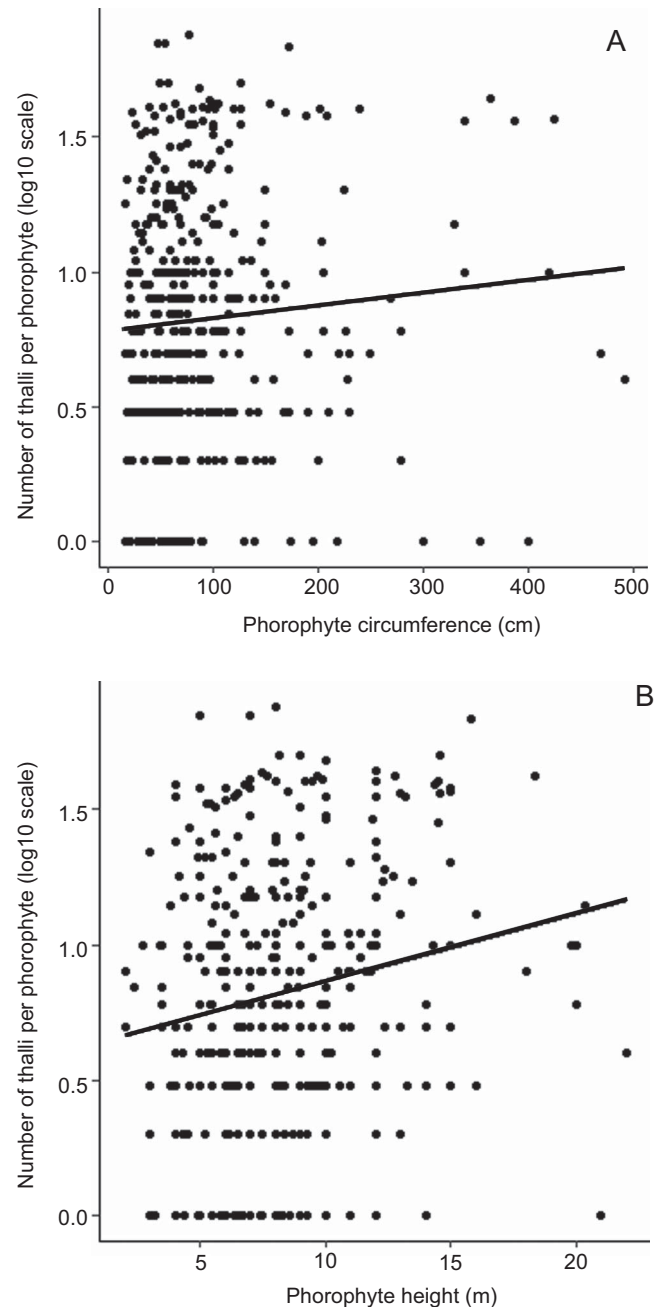 A
Number of thalli per phorophyte (log10 scale)
1.5
1.0
0.5
0.0
0 100 200 300 400 500
Phorophyte circumference (cm)
B
Number of thalli per phorophyte (log10 scale)
1.5
1.0
0.5
0.0
5 10 15 20
Phorophyte height (m)